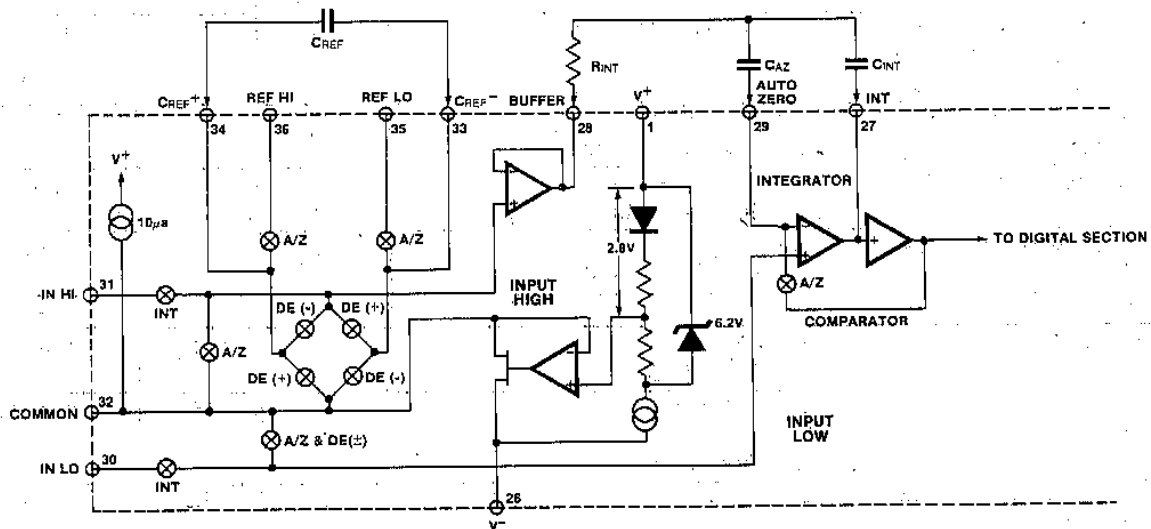 CREF
RINT
CAZ
CINT
CREF+ REF HI REF LO CREF− BUFFER V+ AUTO ZERO INT
34 36 35 33 28 1 29 27
V+
10μa
A/Z A/Z
2.8V
INTEGRATOR
TO DIGITAL SECTION
31
IN HI
INT
INPUT HIGH
DE (-) DE (+)
6.2V
A/Z
COMPARATOR
A/Z
DE (+) DE (-)
32
COMMON
A/Z & DE(±)
INPUT LOW
30
IN LO
INT
26
V−